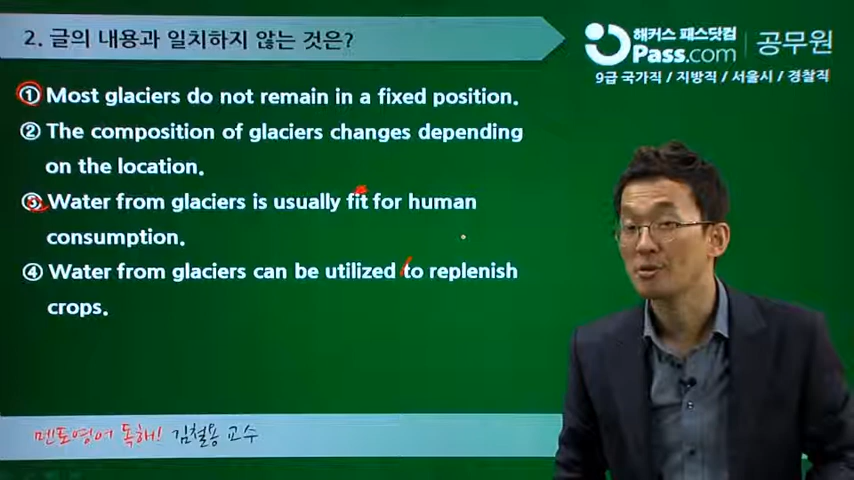 2. 글의 내용과 일치하지 않는 것은?
해커스 패스닷컴
Pass.com
공무원
9급 국가직 / 지방직 / 서울시 / 경찰직
① Most glaciers do not remain in a fixed position.
② The composition of glaciers changes depending
on the location.
③ Water from glaciers is usually fit for human
consumption.
④ Water from glaciers can be utilized to replenish
crops.
멘토영어 독해! 김철용 교수